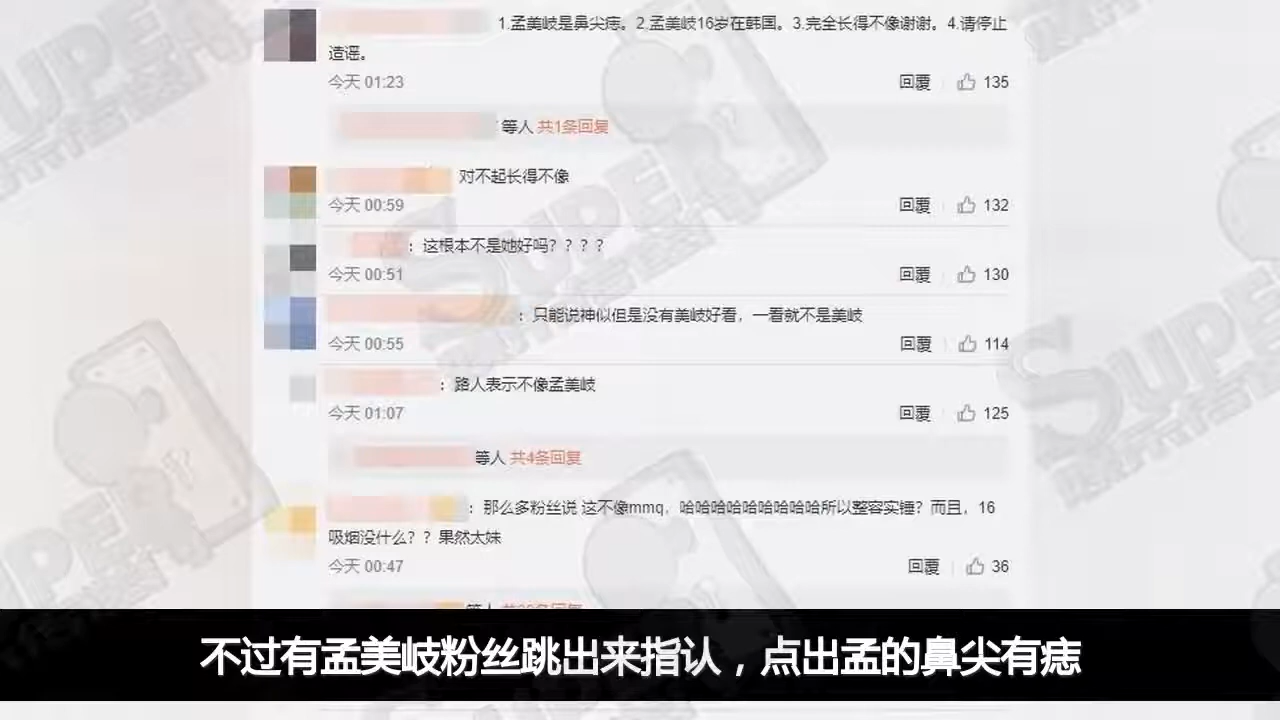 1.孟美岐是鼻尖痣。2.孟美岐16岁在韩国。3.完全长得不像谢谢。4.请停止
造谣。
今天 01:23 回覆 135
等人 共1条回复
对不起长得不像
今天 00:59 回覆 132
：这根本不是她好吗？？？？
今天 00:51 回覆 130
：只能说神似但是没有美岐好看，一看就不是美岐
今天 00:55 回覆 114
：路人表示不像孟美岐
今天 01:07 回覆 125
等人 共4条回复
：那么多粉丝说 这不像mmq，哈哈哈哈哈哈哈哈哈所以整容实锤？而且，16
吸烟没什么？？果然太妹
今天 00:47 回覆 36
不过有孟美岐粉丝跳出来指认，点出孟的鼻尖有痣